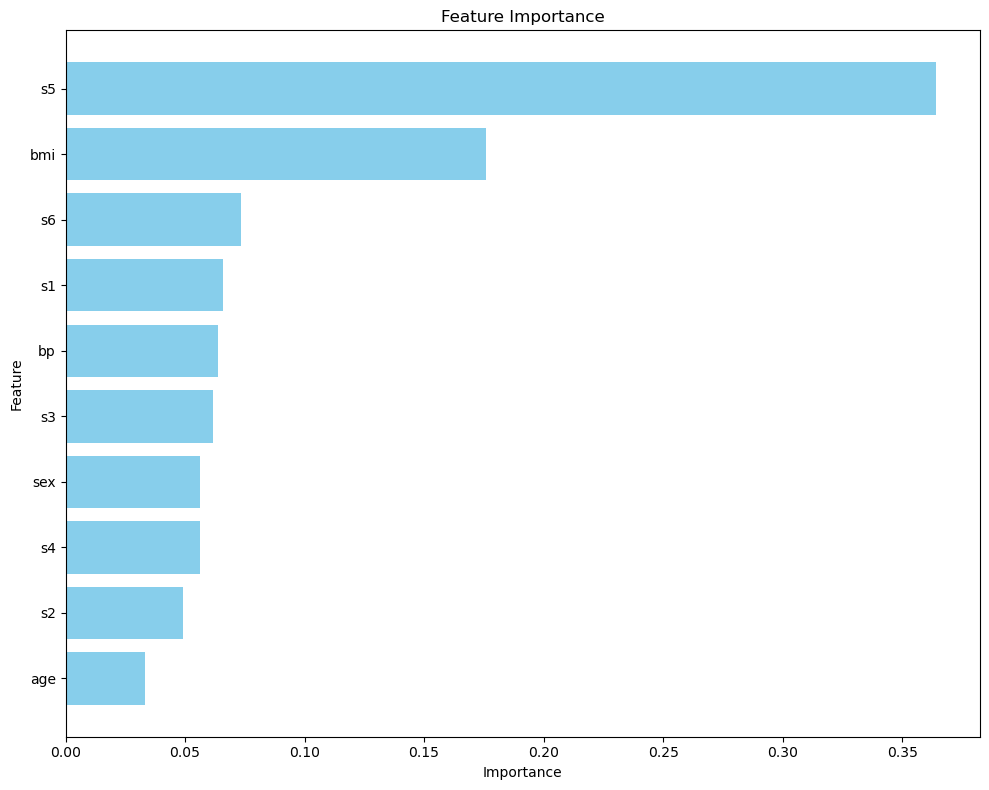 Feature Importance
s5
bmi
s6
s1
bp
s3
sex
s4
s2
age
Feature
0.00 0.05 0.10 0.15 0.20 0.25 0.30 0.35
Importance